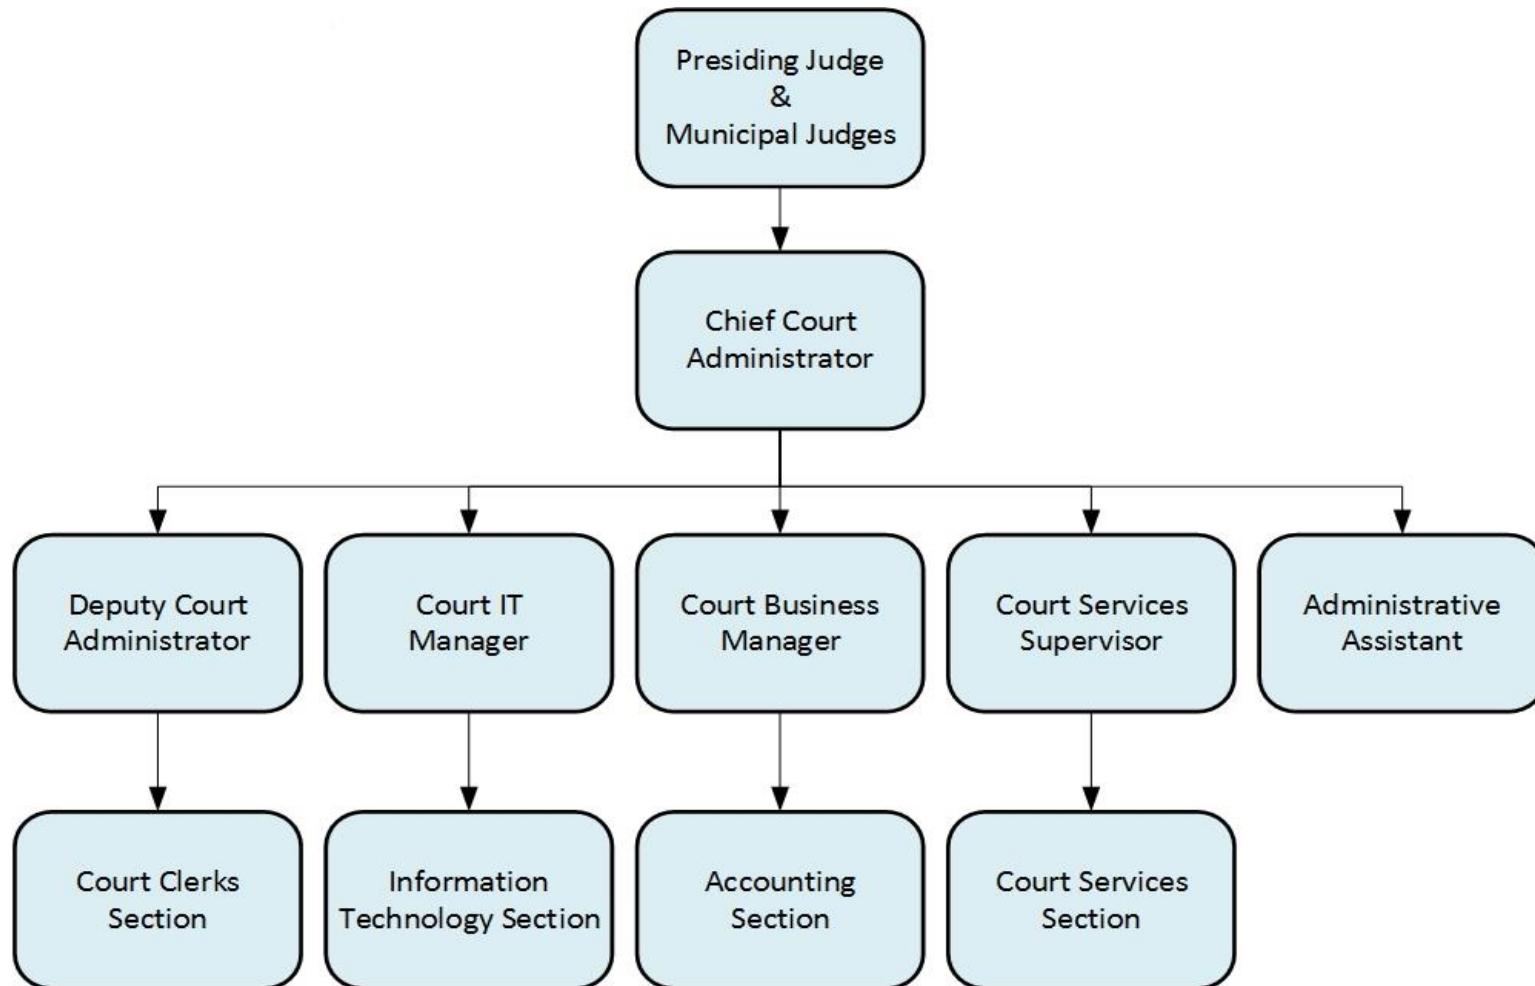 Presiding Judge
&
Municipal Judges
Chief Court
Administrator
Deputy Court
Administrator
Court IT
Manager
Court Business
Manager
Court Services
Supervisor
Administrative
Assistant
Court Clerks
Section
Information
Technology Section
Accounting
Section
Court Services
Section